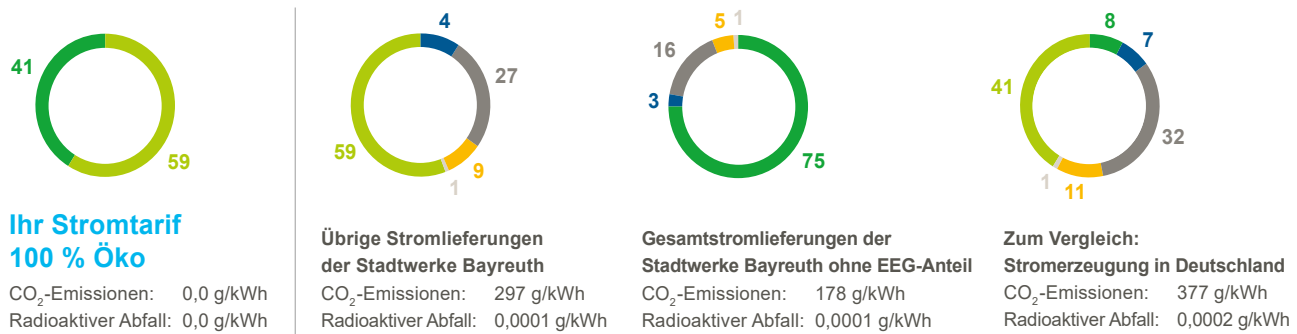 41
59
Ihr Stromtarif
100 % Öko
CO₂-Emissionen: 0,0 g/kWh
Radioaktiver Abfall: 0,0 g/kWh
4
27
59
9
1
Übrige Stromlieferungen
der Stadtwerke Bayreuth
CO₂-Emissionen: 297 g/kWh
Radioaktiver Abfall: 0,0001 g/kWh
5
1
16
3
75
Gesamtstromlieferungen der
Stadtwerke Bayreuth ohne EEG-Anteil
CO₂-Emissionen: 178 g/kWh
Radioaktiver Abfall: 0,0001 g/kWh
8
7
41
32
1
11
Zum Vergleich:
Stromerzeugung in Deutschland
CO₂-Emissionen: 377 g/kWh
Radioaktiver Abfall: 0,0002 g/kWh